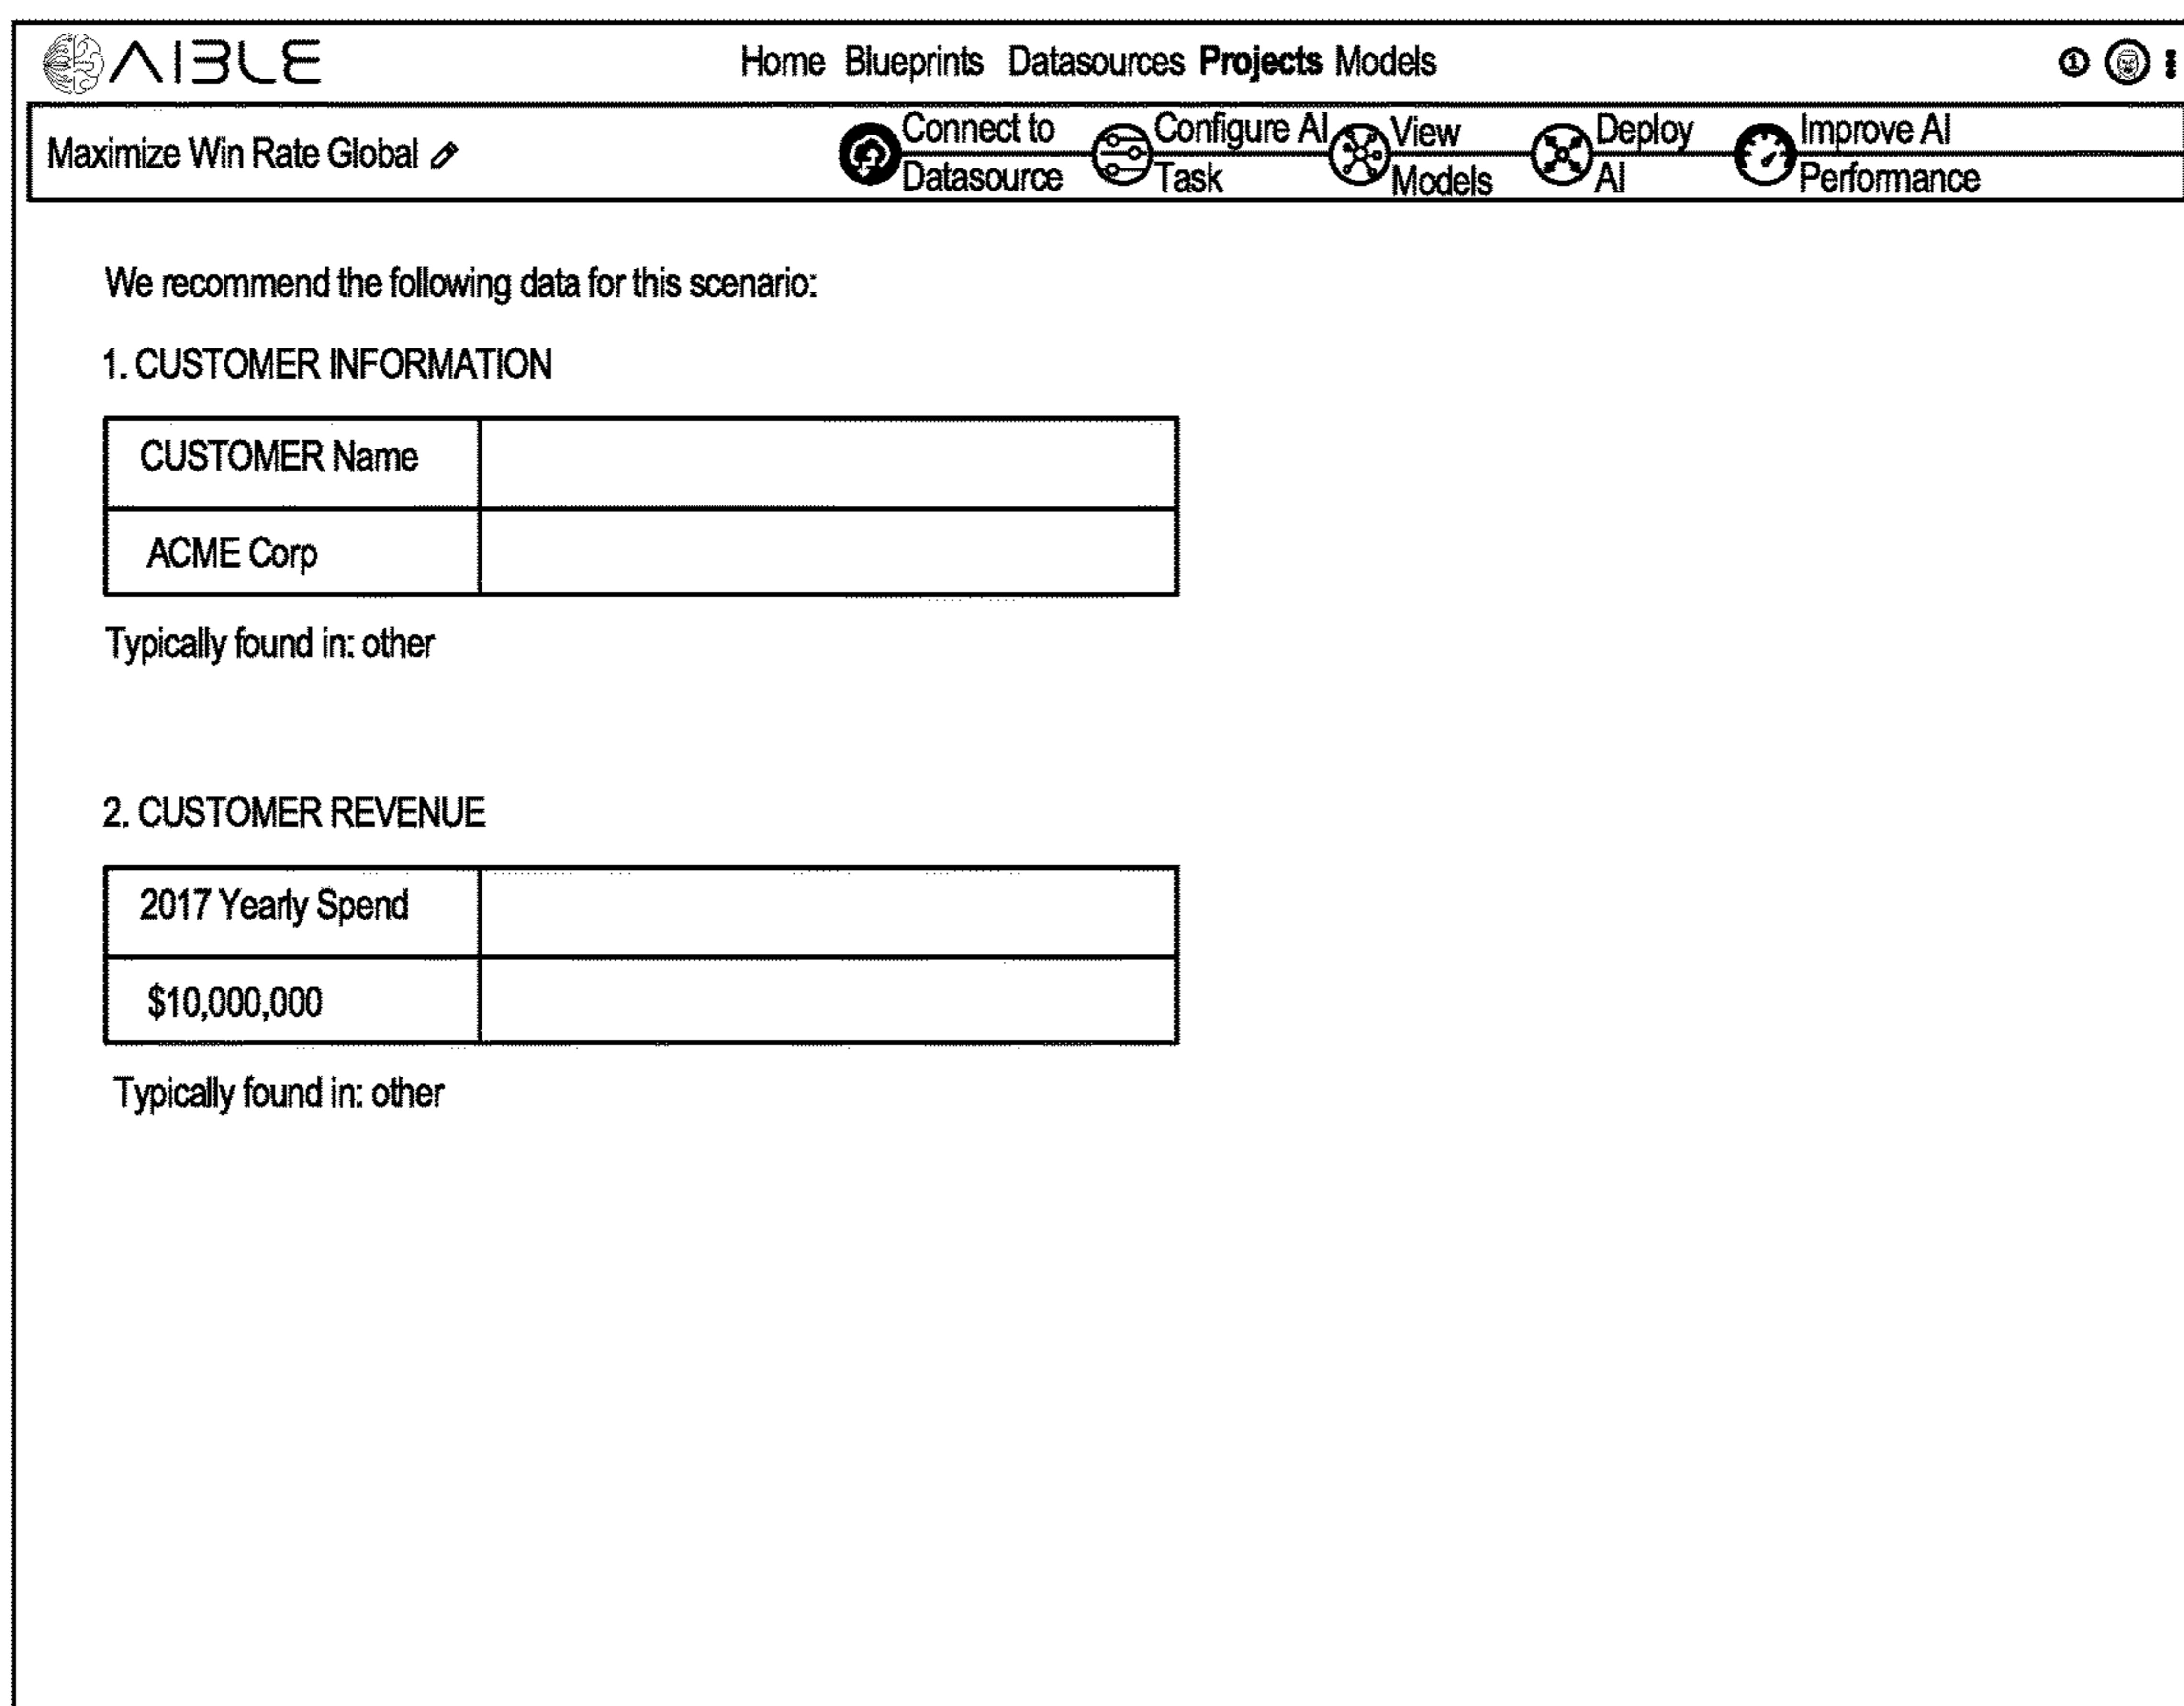 AIBLE
Home Blueprints Datasources Projects Models
1
Maximize Win Rate Global
Connect to
Datasource
Configure AI
Task
View
Models
Deploy
AI
Improve AI
Performance
We recommend the following data for this scenario:
1. CUSTOMER INFORMATION
CUSTOMER Name
ACME Corp
Typically found in: other
2. CUSTOMER REVENUE
2017 Yearly Spend
$10,000,000
Typically found in: other